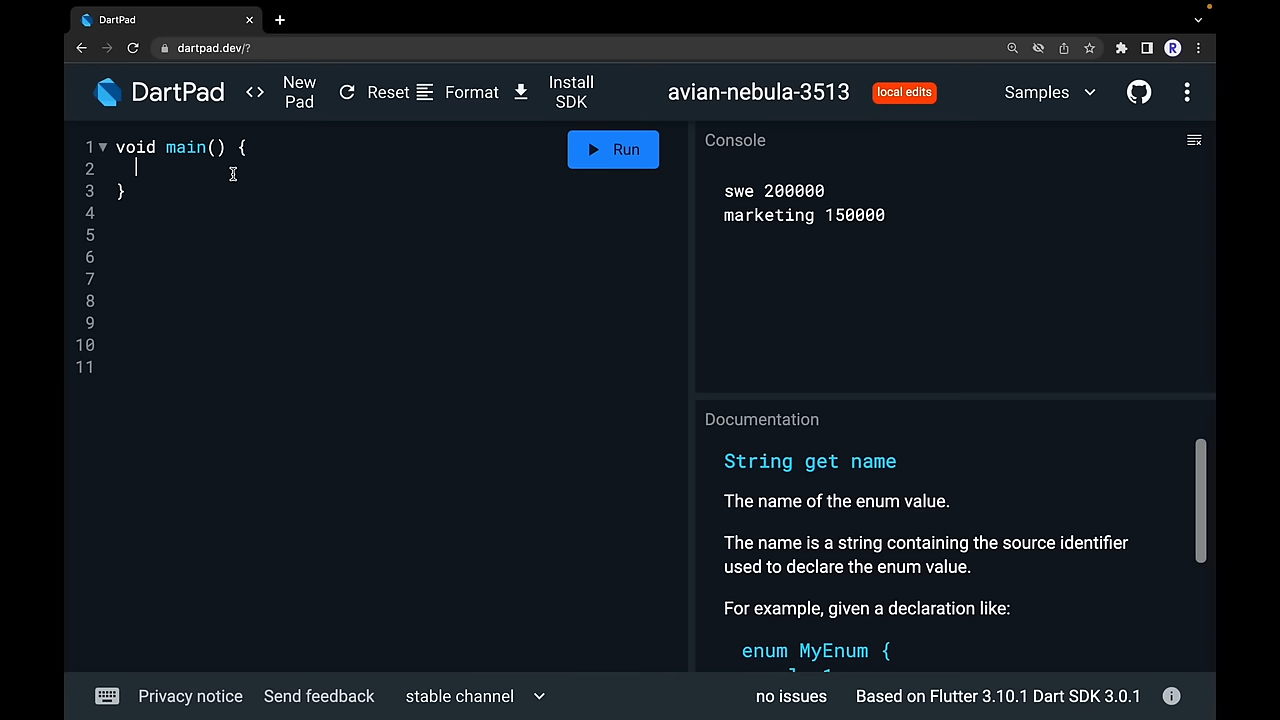 DartPad
dartpad.dev/?
R
DartPad
<> New Pad
Reset
Format
Install SDK
avian-nebula-3513
local edits
Samples
1 void main() {
2
3 }
4
5
6
7
8
9
10
11
Run
Console
swe 200000
marketing 150000
Documentation
String get name
The name of the enum value.
The name is a string containing the source identifier
used to declare the enum value.
For example, given a declaration like:
enum MyEnum {
Privacy notice
Send feedback
stable channel
no issues
Based on Flutter 3.10.1 Dart SDK 3.0.1